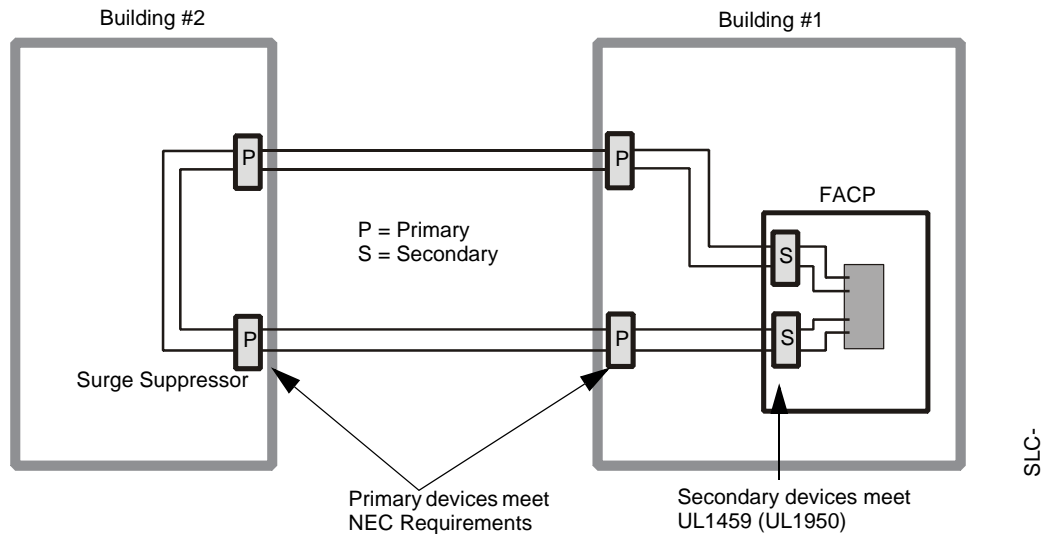 Building #2
Building #1
P
P
FACP
P = Primary
S = Secondary
S
P
P
S
Surge Suppressor
SLC-
Primary devices meet
NEC Requirements
Secondary devices meet
UL1459 (UL1950)